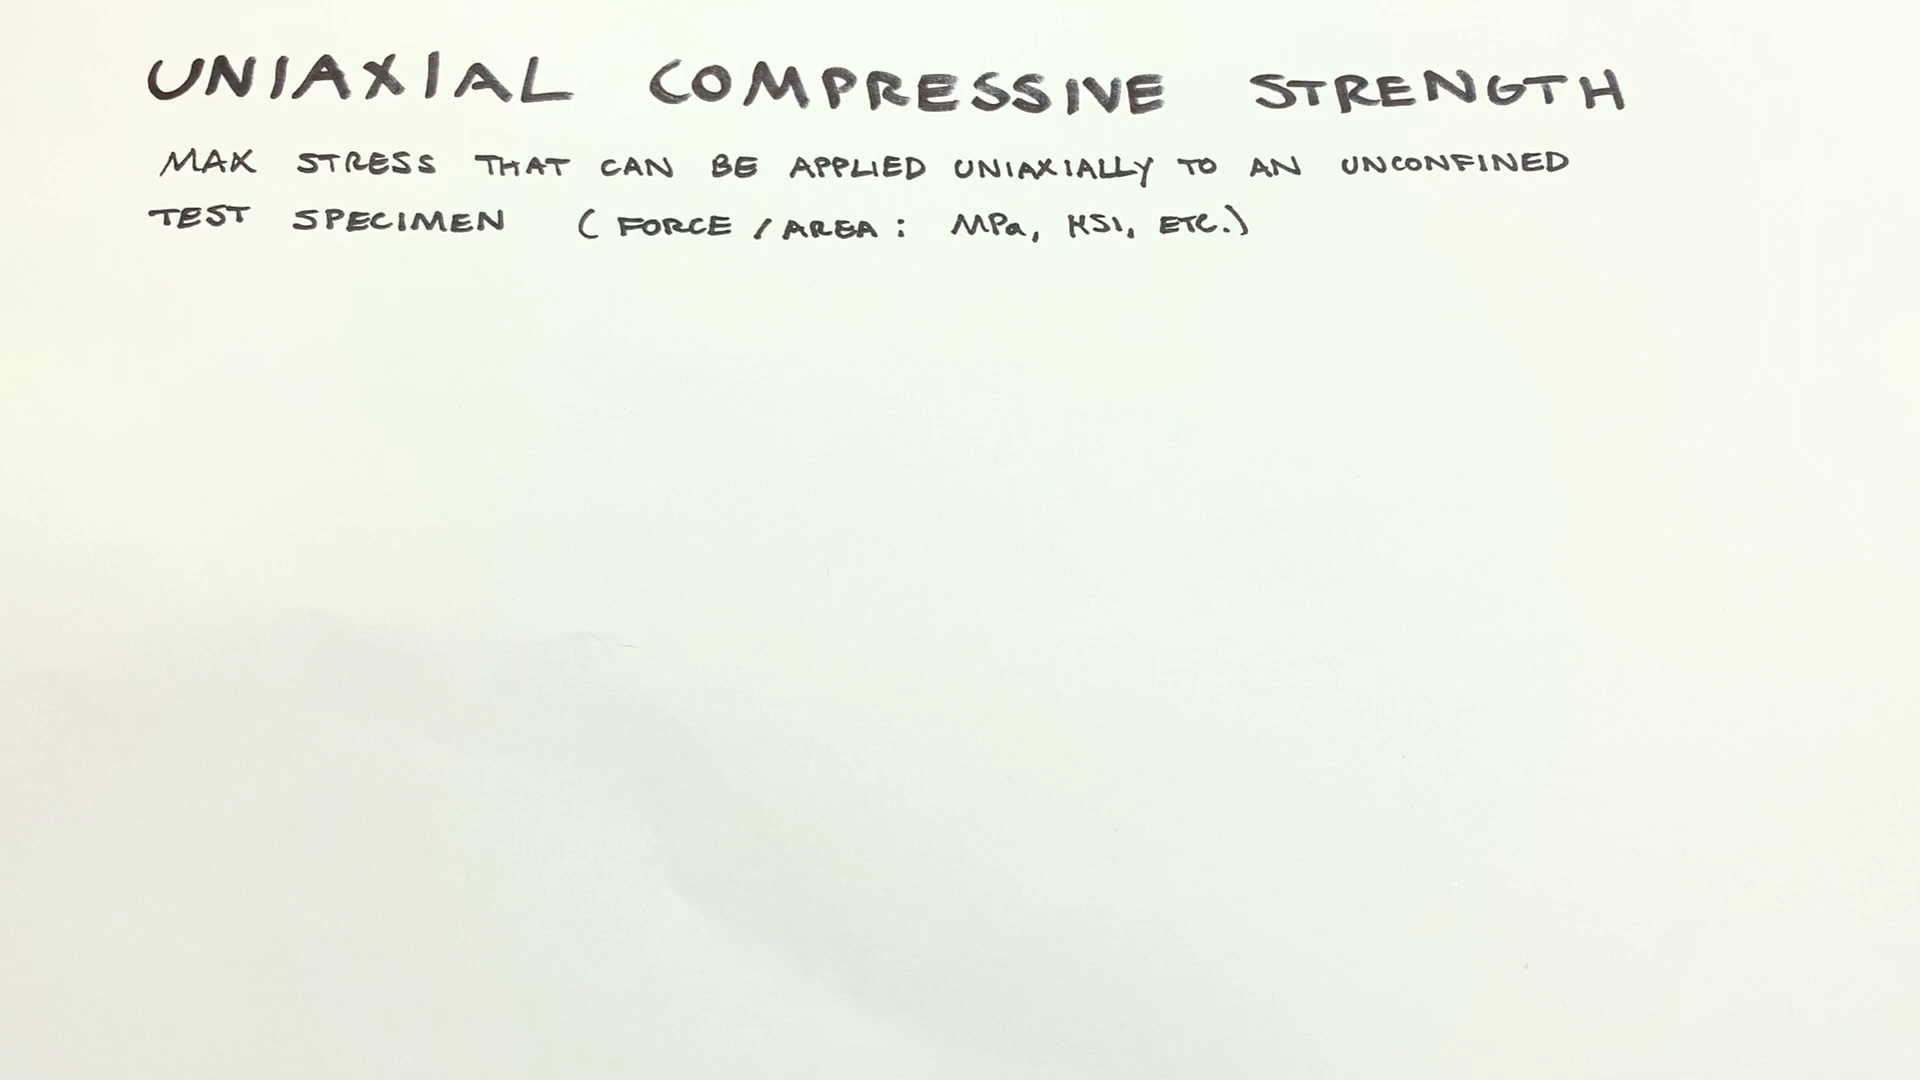 UNIAXIAL COMPRESSIVE STRENGTH
MAX STRESS THAT CAN BE APPLIED UNIAXIALLY TO AN UNCONFINED
TEST SPECIMEN (FORCE / AREA: MPa, KSI, ETC.)